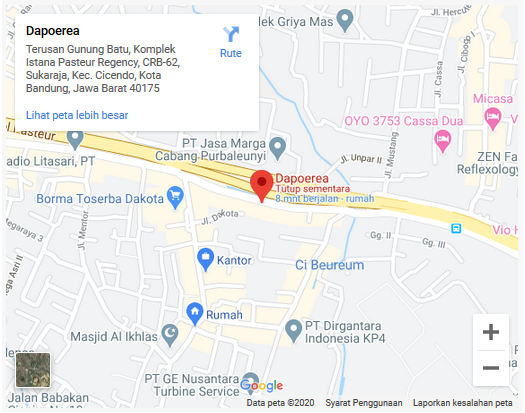 Dapoerea
Terusan Gunung Batu, Komplek
Istana Pasteur Regency, CRB-62,
Sukaraja, Kec. Cicendo, Kota
Bandung, Jawa Barat 40175
Lihat peta lebih besar
Rute
lek Griya Mas
Jl. Cassa
Jl. Cibogo I
Micasa
OYO 3753 Cassa Dua
Jl. Mustang
ZEN Fa
Reflexology
l Pasteur
PT Jasa Marga
Cabang Purbaleunyi
Jl. Unpar II
adio Litasari, PT
Dapoerea
Tutup sementara
8 mnt berjalan · rumah
Borma Toserba Dakota
Jl. Dakota
Jl. Mentor
Megaraya 3
Mega Asri II
Gg. II
Gg. III
Vio H
Kantor
Ci Beureum
Rumah
Masjid Al Ikhlas
PT Dirgantara
Indonesia KP4
PT GE Nusantara
Turbine Service
Jalan Babakan
Google
Data peta ©2020
Syarat Penggunaan
Laporkan kesalahan peta